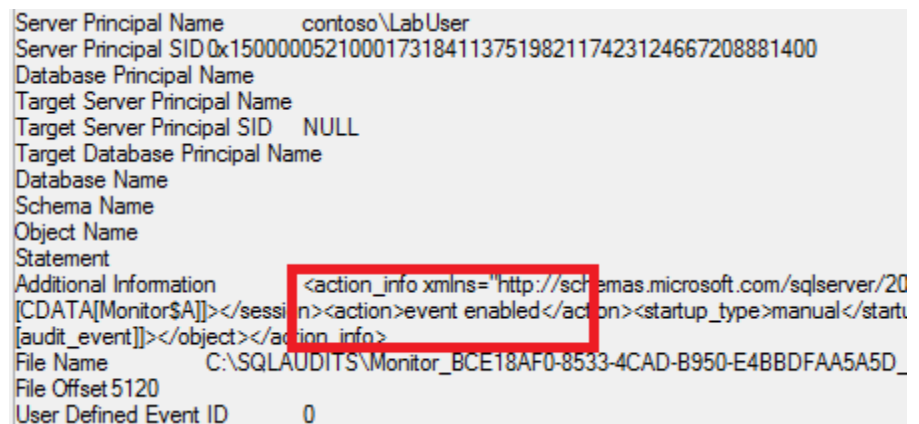 Server Principal Name contoso\LabUser
Server Principal SID 0x15000005210001731841137519821174231246672088814​00
Database Principal Name
Target Server Principal Name
Target Server Principal SID NULL
Target Database Principal Name
Database Name
Schema Name
Object Name
Statement
Additional Information <action_info xmlns="http://schemas.microsoft.com/sqlserver/20
[CDATA[Monitor$A]]></session><action>event enabled</action><startup_type>manual</startu
[audit_event]]></object></action_info>
File Name C:\SQLAUDITS\Monitor_BCE18AF0-8533-4CAD-B950-E4BBDFAA5A5D_
File Offset 5120
User Defined Event ID 0